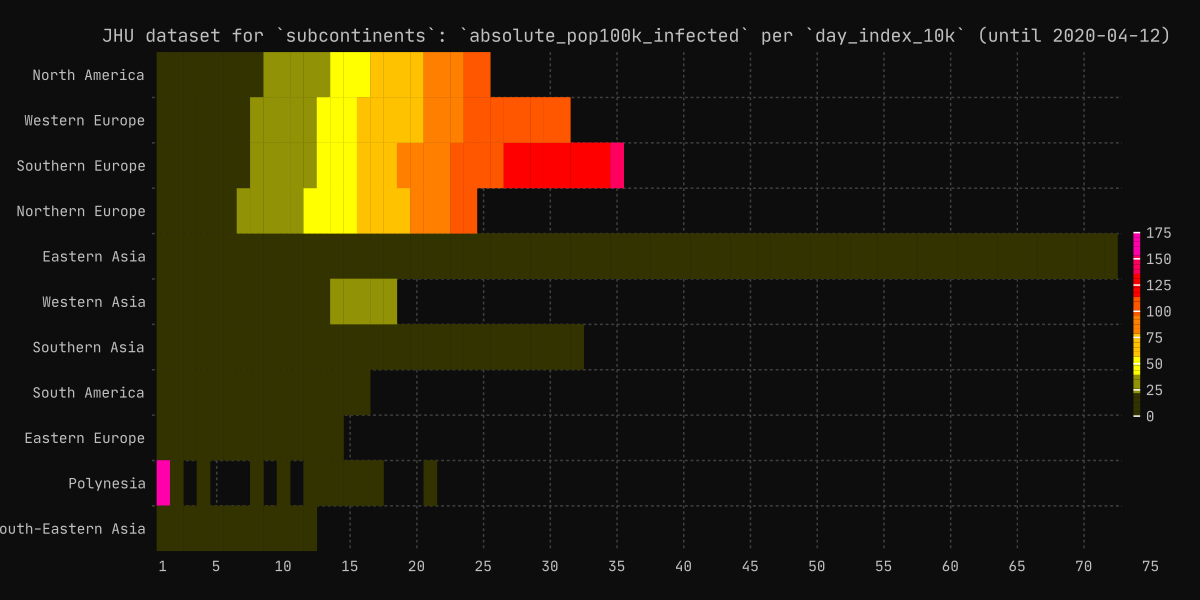 JHU dataset for `subcontinents`: `absolute_pop100k_infected` per `day_index_10k` (until 2020-04-12)
North America
Western Europe
Southern Europe
Northern Europe
Eastern Asia
Western Asia
Southern Asia
South America
Eastern Europe
Polynesia
outh-Eastern Asia
175
150
125
100
75
50
25
0
1 5 10 15 20 25 30 35 40 45 50 55 60 65 70 75